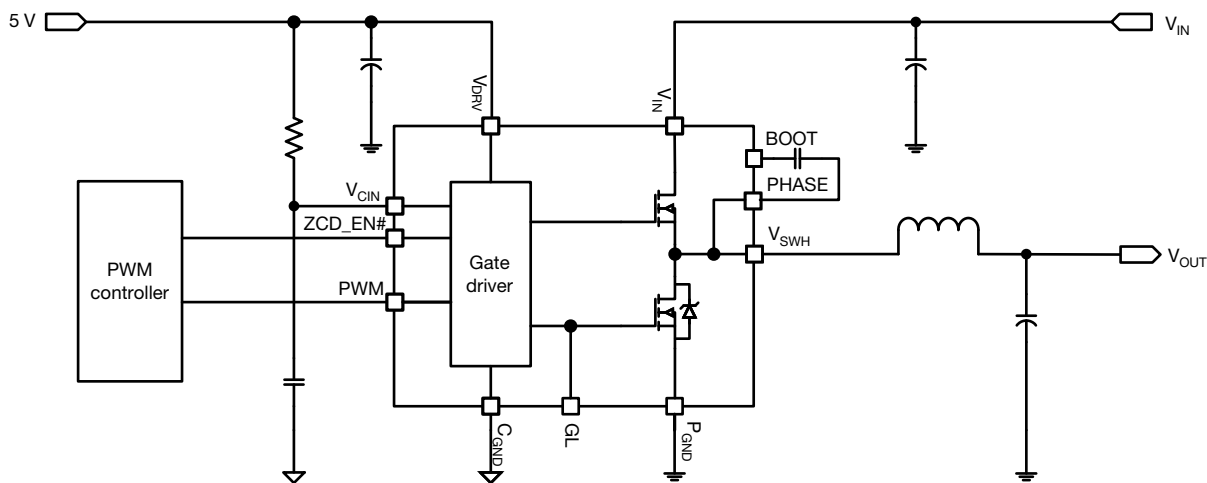 5 V
V_IN
V_DRV
V_IN
BOOT
PHASE
V_CIN
ZCD_EN#
V_SWH
PWM controller
Gate driver
V_OUT
PWM
C_GND
GL
P_GND